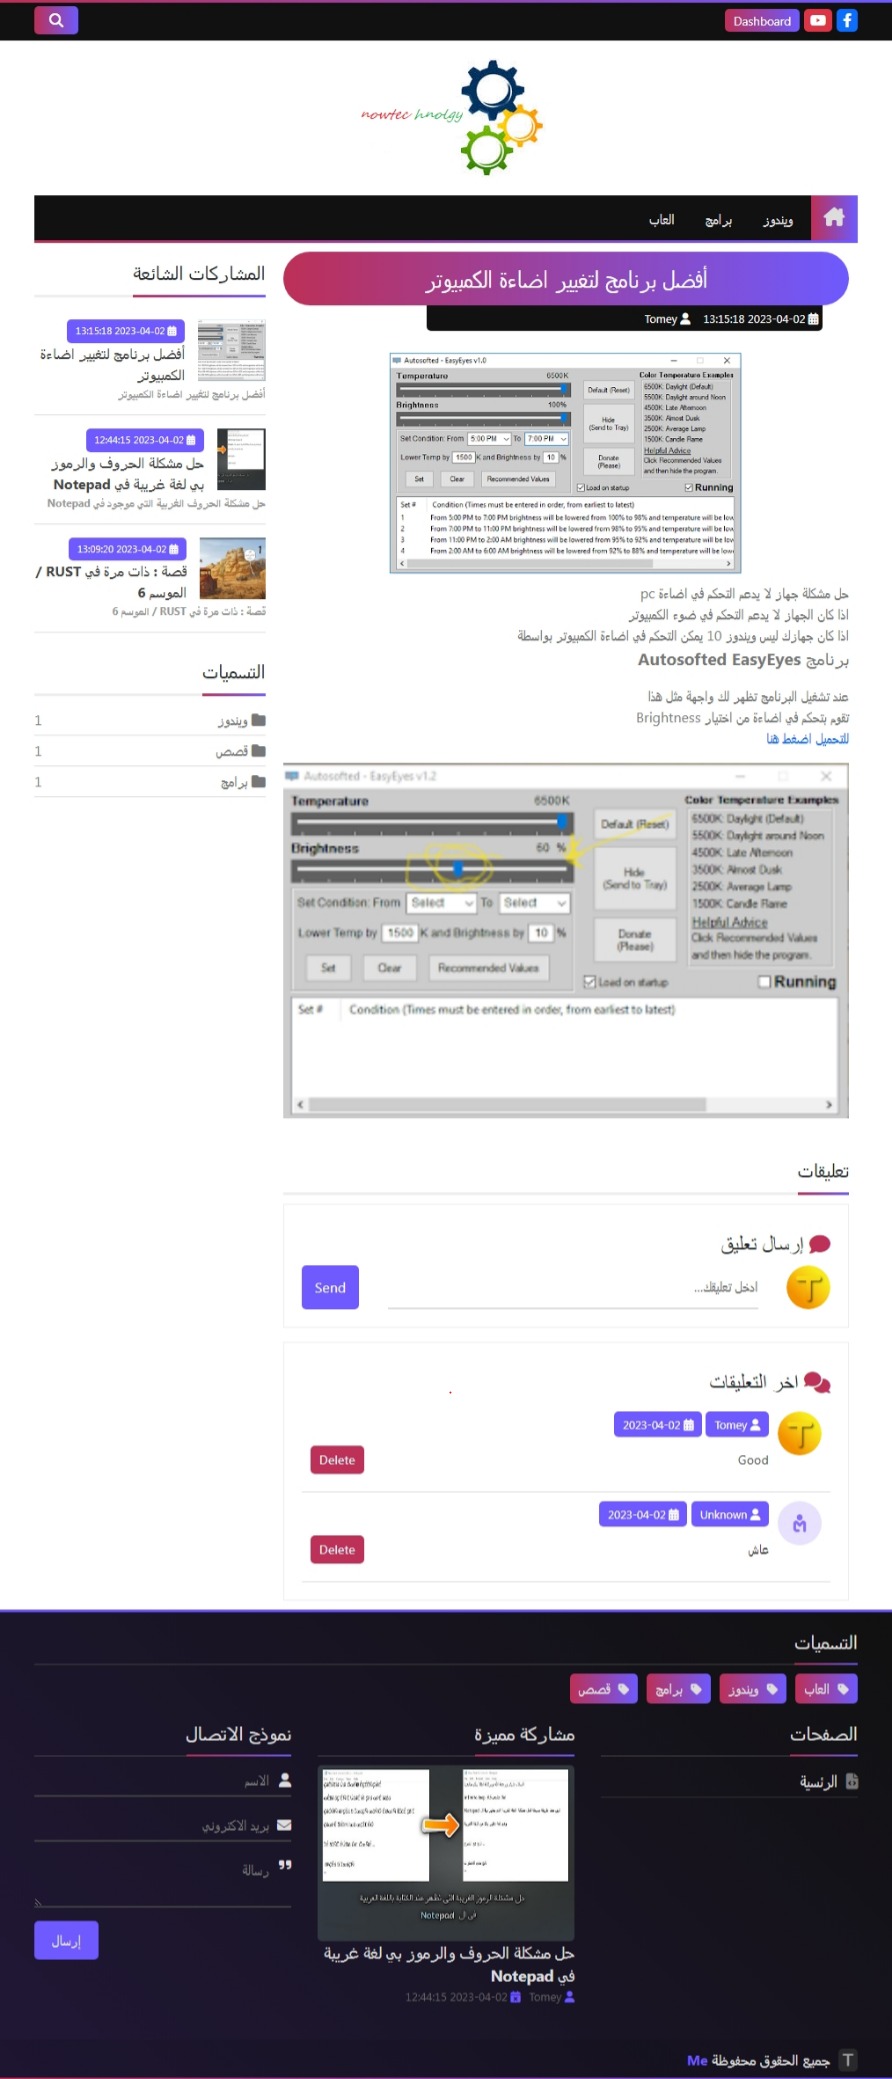 Dashboard
nowtec hnolgy
ويندوز
برامج
العاب
أفضل برنامج لتغيير اضاءة الكمبيوتر
13:15:18 2023-04-02 Tomey
Autosofted - EasyEyes v1.0
Temperature 6500K
Brightness 100%
Set Condition: From 5:00 PM To 7:00 PM
Lower Temp by 1500 K and Brightness by 10 %
Set Clear Recommended Values
Default (Reset)
Hide
(Send to Tray)
Donate
(Please)
Load on startup
Color Temperature Examples
6500K: Daylight (Default)
5500K: Daylight around Noon
4500K: Late Afternoon
3500K: Almost Dusk
2500K: Average Lamp
1500K: Candle Flame
Helpful Advice
Click Recommended Values
and then hide the program.
Running
Set # Condition (Times must be entered in order, from earliest to latest)
1 From 5:00 PM to 7:00 PM brightness will be lowered from 100% to 98% and temperature will be low
2 From 7:00 PM to 11:00 PM brightness will be lowered from 98% to 95% and temperature will be low
3 From 11:00 PM to 2:00 AM brightness will be lowered from 95% to 92% and temperature will be low
4 From 2:00 AM to 6:00 AM brightness will be lowered from 92% to 88% and temperature will be low
حل مشكلة جهاز لا يدعم التحكم في اضاءة pc
اذا كان الجهاز لا يدعم التحكم في ضوء الكمبيوتر
اذا كان جهازك ليس ويندوز 10 يمكن التحكم في اضاءة الكمبيوتر بواسطة
برنامج Autosofted EasyEyes
عند تشغيل البرنامج تظهر لك واجهة مثل هذا
تقوم بتحكم في اضاءة من اختيار Brightness
للتحميل اضغط هنا
Autosofted - EasyEyes v1.2
Temperature 6500K
Brightness 60 %
Set Condition: From Select To Select
Lower Temp by 1500 K and Brightness by 10 %
Set Clear Recommended Values
Default (Reset)
Hide
(Send to Tray)
Donate
(Please)
Load on startup
Color Temperature Examples
6500K: Daylight (Default)
5500K: Daylight around Noon
4500K: Late Afternoon
3500K: Almost Dusk
2500K: Average Lamp
1500K: Candle Flame
Helpful Advice
Click Recommended Values
and then hide the program.
Running
Set # Condition (Times must be entered in order, from earliest to latest)
تعليقات
إرسال تعليق
T
ادخل تعليقك...
Send
اخر التعليقات
T
Tomey 2023-04-02
Good
Delete
Unknown 2023-04-02
عاش
Delete
المشاركات الشائعة
13:15:18 2023-04-02
أفضل برنامج لتغيير اضاءة
الكمبيوتر
أفضل برنامج لتغيير اضاءة الكمبيوتر
12:44:15 2023-04-02
حل مشكلة الحروف والرموز
بي لغة غريبة في Notepad
حل مشكلة الحروف الغريبة التي موجود في Notepad
13:09:20 2023-04-02
قصة : ذات مرة في RUST /
الموسم 6
قصة : ذات مرة في RUST / الموسم 6
التسميات
ويندوز 1
قصص 1
برامج 1
التسميات
العاب
ويندوز
برامج
قصص
الصفحات
الرئسية
مشاركة مميزة
حل مشكلة الرموز الغريبة التي تظهر عند الكتابة باللغة العربية
في ال Notepad
حل مشكلة الحروف والرموز بي لغة غريبة
في Notepad
Tomey 12:44:15 2023-04-02
نموذج الاتصال
الاسم
بريد الاكتروني
رسالة
إرسال
T جميع الحقوق محفوظة Me